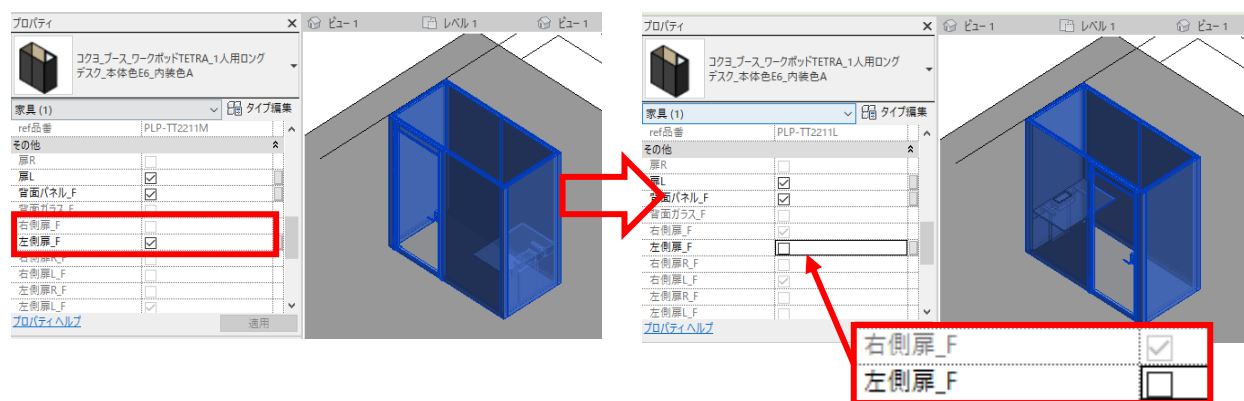 プロパティ
コクヨ_ブース_ワークポッドTETRA_1人用ロング
デスク_本体色E6_内装色A
家具 (1)
タイプ編集
ref品番
PLP-TT2211M
その他
扉R
扉L
背面パネル_F
背面ガラス_F
右側扉_F
左側扉_F
右側扉R_F
右側扉L_F
左側扉R_F
左側扉L_F
プロパティ ヘルプ
適用
ビュー 1
レベル 1
ビュー 1
プロパティ
コクヨ_ブース_ワークポッドTETRA_1人用ロング
デスク_本体色E6_内装色A
家具 (1)
タイプ編集
ref品番
PLP-TT2211L
その他
扉R
扉L
背面パネル_F
背面ガラス_F
右側扉_F
左側扉_F
右側扉R_F
右側扉L_F
左側扉R_F
左側扉L_F
プロパティ ヘルプ
ビュー 1
レベル 1
ビュー 1
右側扉_F
左側扉_F